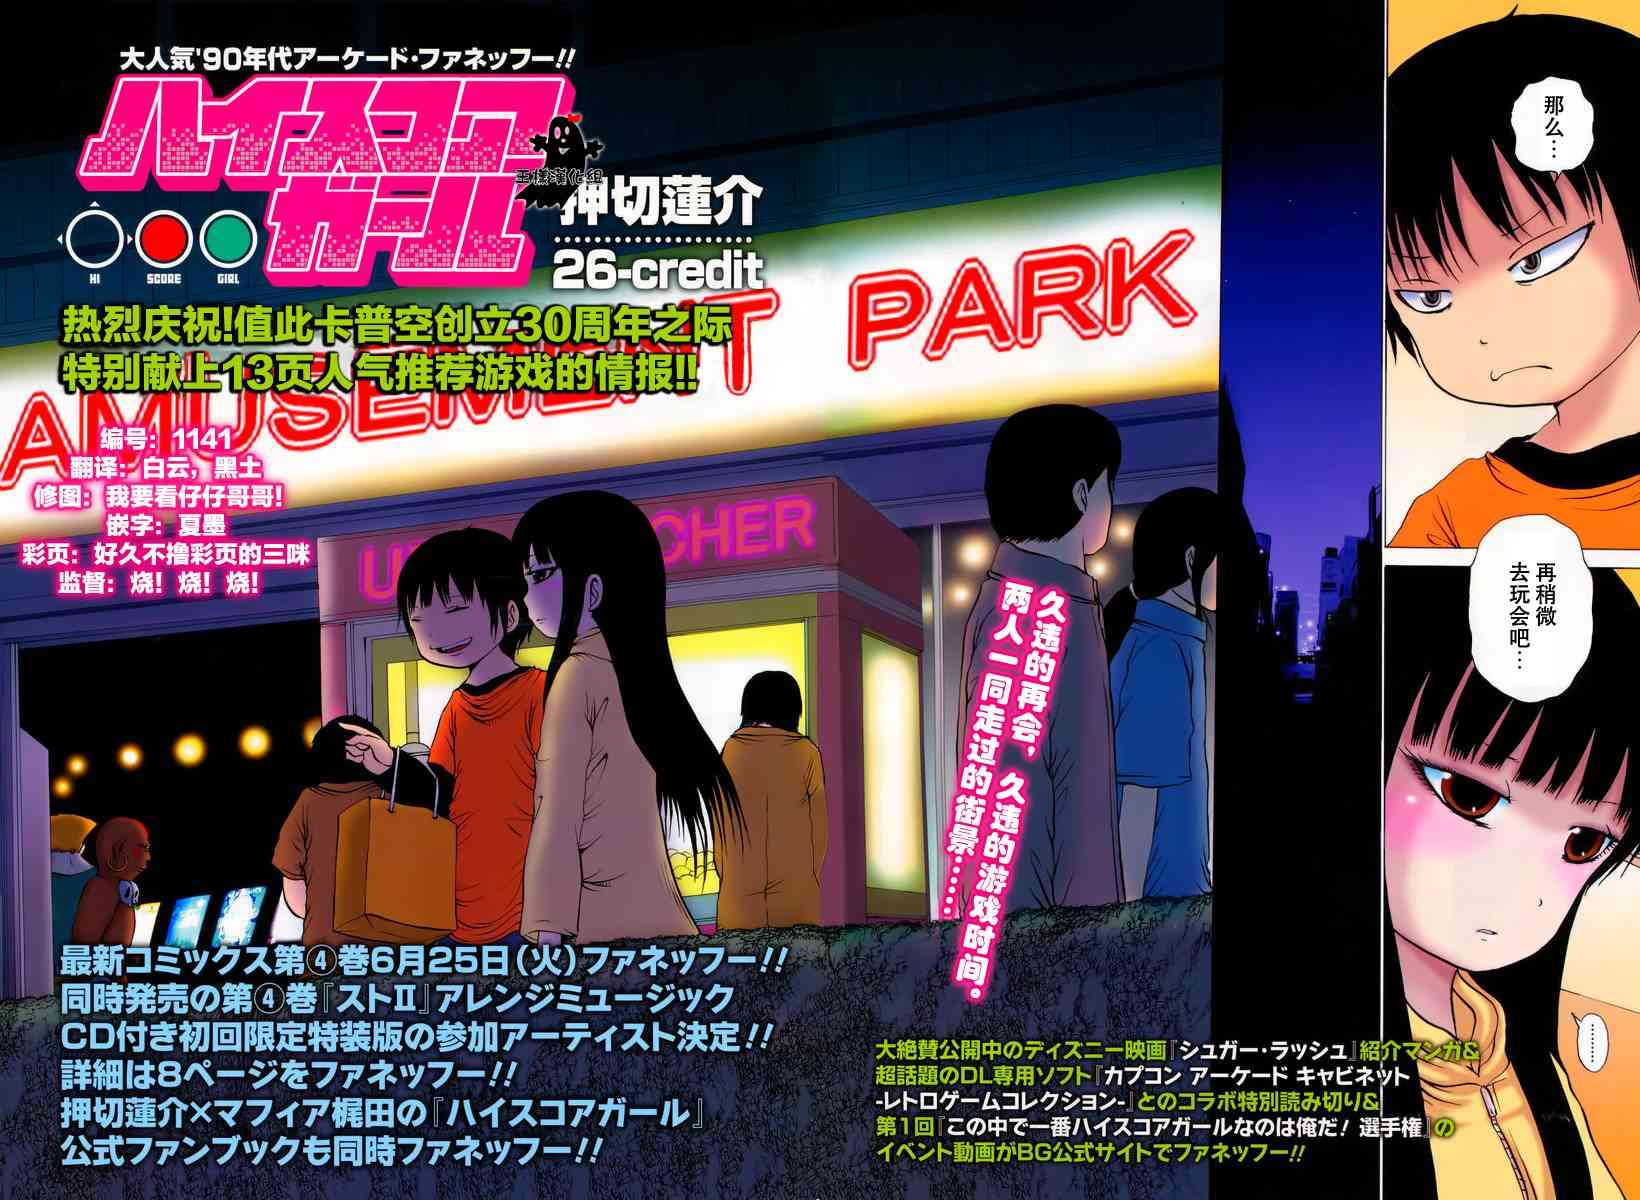 大人気'90年代アーケード・ファネッフー!!
ハイスコア
ガール
王様漢化組
HI
SCORE
GIRL
押切蓮介
26-credit
热烈庆祝!值此卡普空创立30周年之际
特别献上13页人气推荐游戏的情报!!
AMUSEMENT PARK
编号：1141
翻译：白云，黑土
修图：我要看仔仔哥哥!
嵌字：夏墨
彩页：好久不撸彩页的三咪
监督：烧！烧！烧！
CHER
久违的再会，久违的游戏时间。
两人一同走过的街景……
那
么…
再稍微
去玩会吧…
………
最新コミックス第④巻6月25日(火)ファネッフー!!
同時発売の第④巻『ストⅡ』アレンジミュージック
CD付き初回限定特装版の参加アーティスト決定!!
詳細は8ページをファネッフー!!
押切蓮介×マフィア梶田の『ハイスコアガール』
公式ファンブックも同時ファネッフー!!
大絶賛公開中のディズニー映画『シュガー・ラッシュ』紹介マンガ&
超話題のDL専用ソフト『カプコン アーケード キャビネット
-レトロゲームコレクション-』とのコラボ特別読み切り&
第1回『この中で一番ハイスコアガールなのは俺だ! 選手権』の
イベント動画がBG公式サイトでファネッフー!!